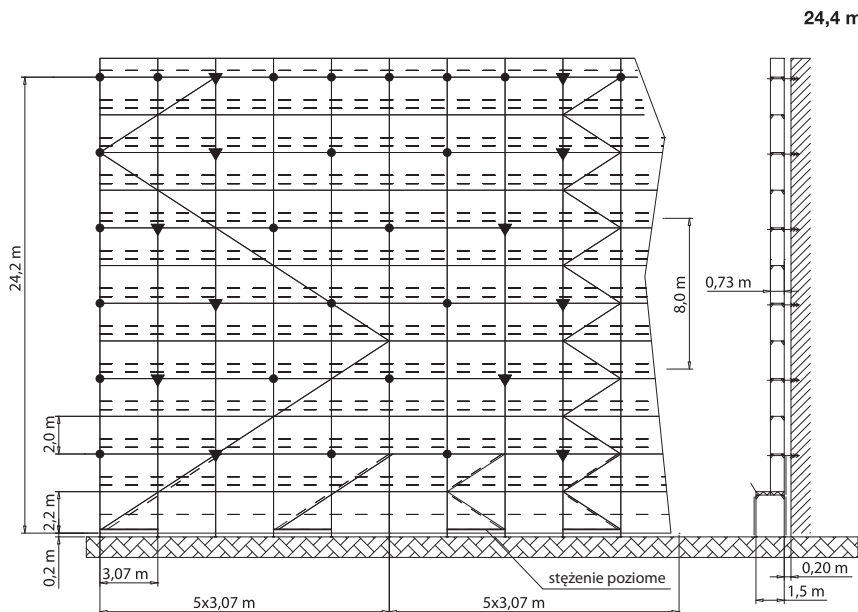 24,4 m
24,2 m
8,0 m
0,73 m
2,0 m
2,2 m
0,2 m
3,07 m
stężenie poziome
0,20 m
1,5 m
5x3,07 m
5x3,07 m